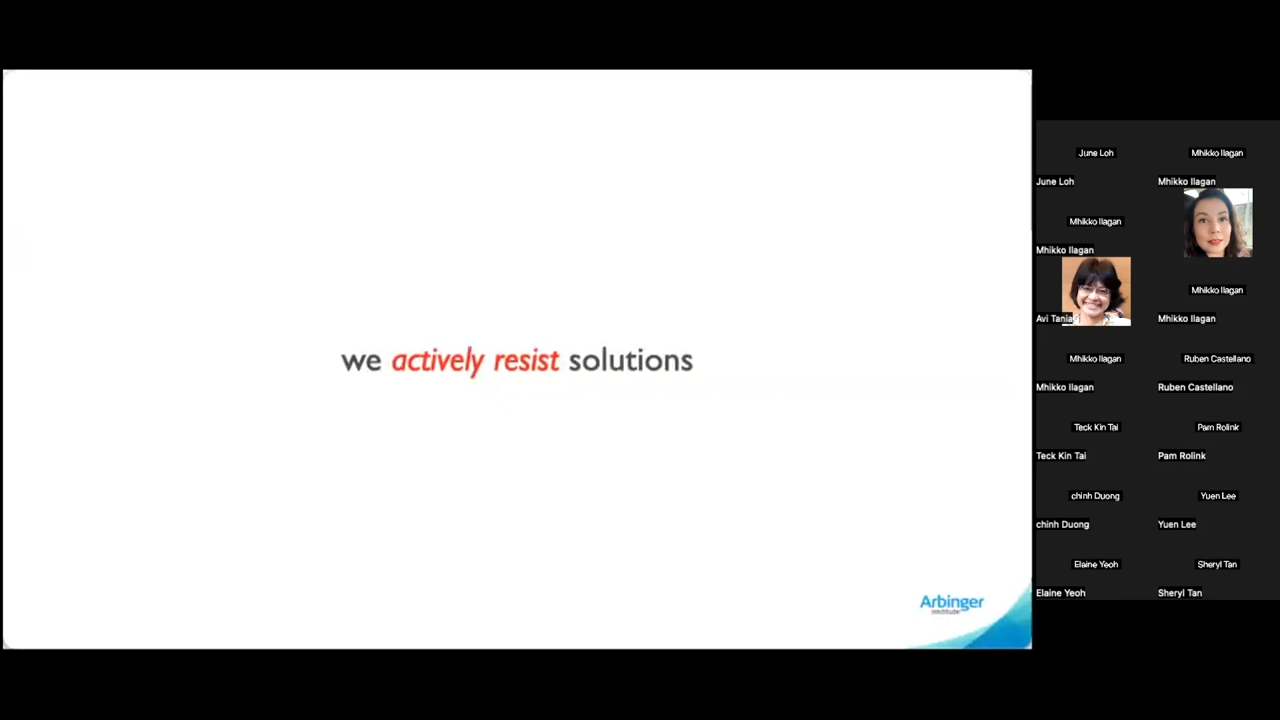 we actively resist solutions
Arbinger
June Loh
Mhikko Ilagan
June Loh
Mhikko Ilagan
Mhikko Ilagan
Mhikko Ilagan
Avi Tania
Mhikko Ilagan
Mhikko Ilagan
Mhikko Ilagan
Ruben Castellano
Mhikko Ilagan
Ruben Castellano
Teck Kin Tai
Pam Rolink
Teck Kin Tai
Pam Rolink
chinh Duong
Yuen Lee
chinh Duong
Yuen Lee
Elaine Yeoh
Sheryl Tan
Elaine Yeoh
Sheryl Tan